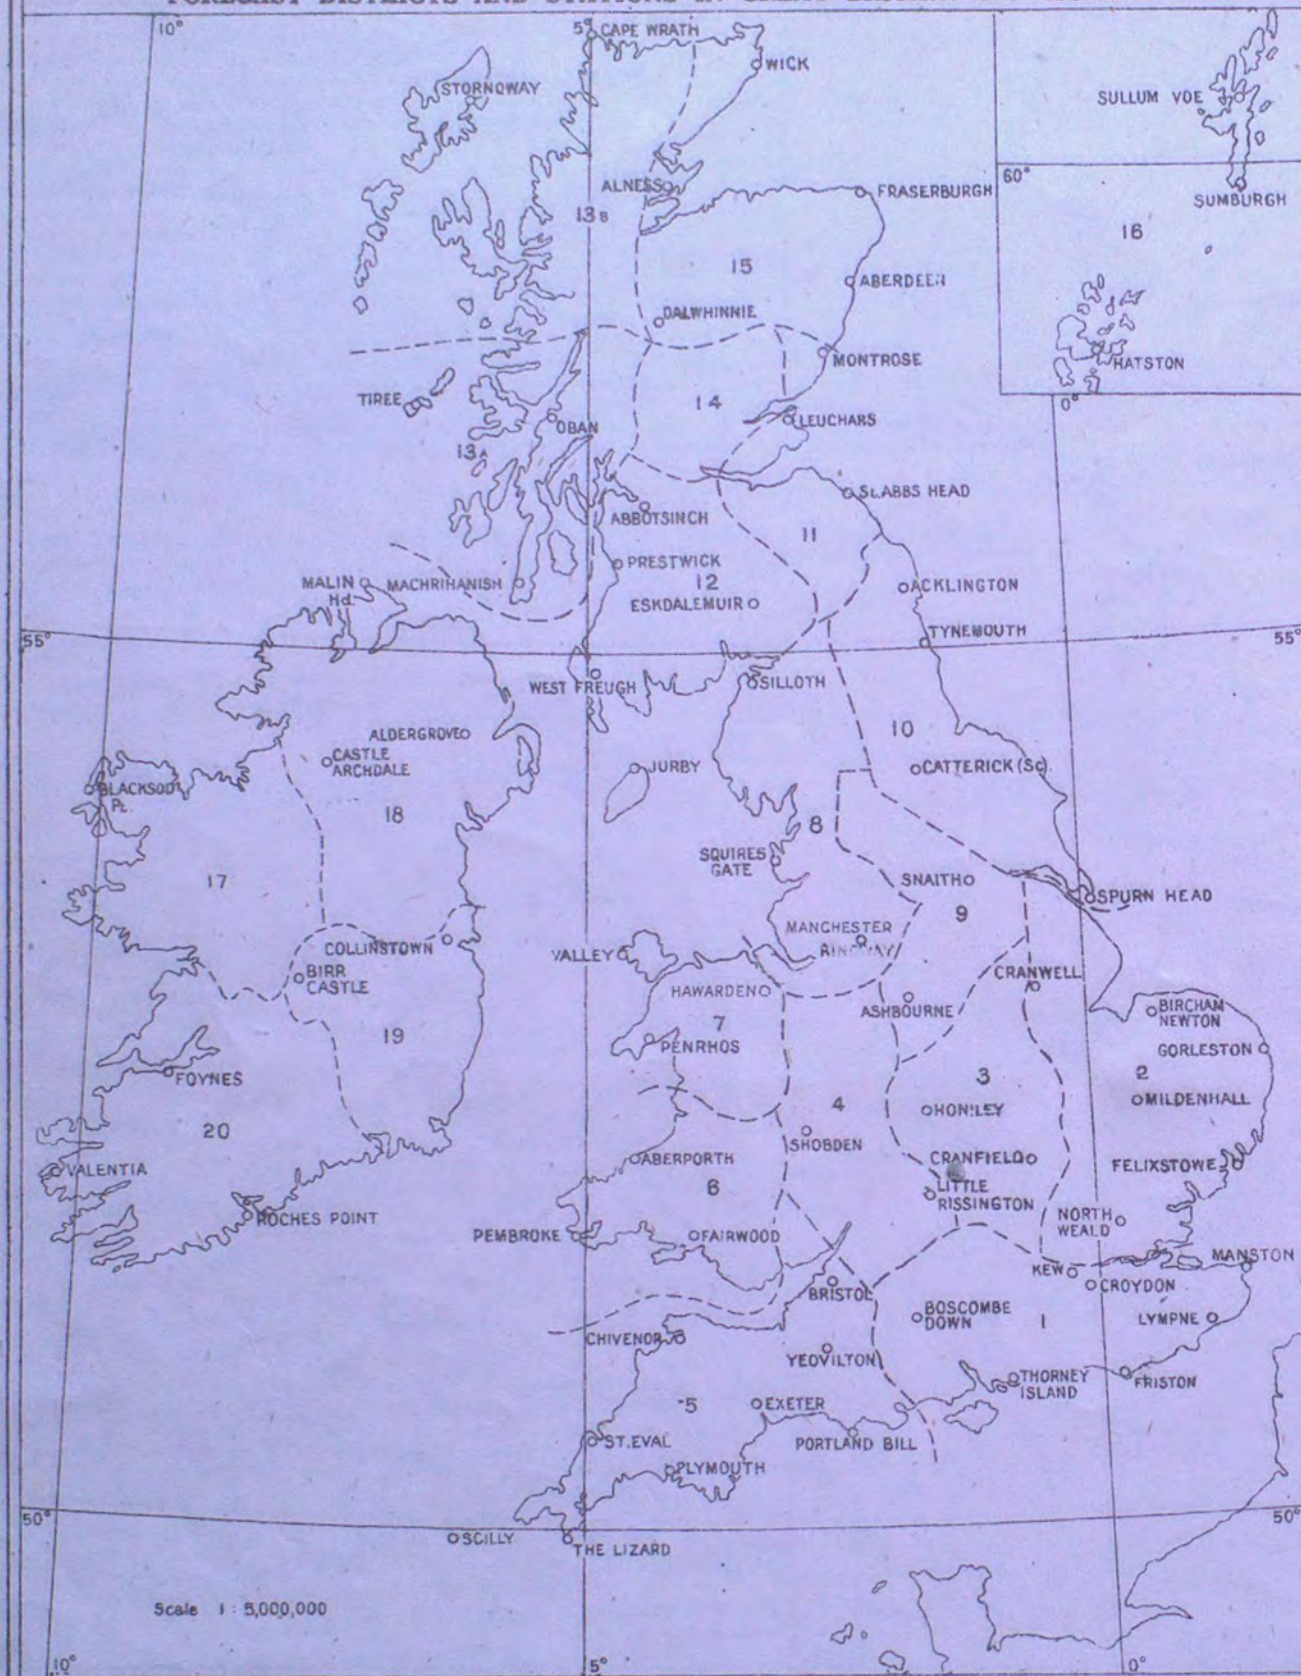 FORECAST DISTRICTS AND STATIONS IN GREAT
10°
5°
CAPE WRATH
WICK
STORNOWAY
SULLUM VOE
ALNESS
FRASERBURGH
60°
SUMBURGH
13B
16
15
ABERDEEN
DALWHINNIE
MONTROSE
HATSTON
TIREE
14
0°
OBAN
LEUCHARS
13A
St. ABBS HEAD
ABBOTSINCH
11
PRESTWICK
MALIN
Hd.
MACHRIHANISH
12
ACKLINGTON
ESKDALEMUIR
TYNEMOUTH
55°
55°
WEST FREUGH
SILLOTH
ALDERGROVE
10
CASTLE
ARCHDALE
JURBY
CATTERICK (Sc).
BLACKSOD
Pt.
18
8
SQUIRES
GATE
17
SNAITH
SPURN HEAD
9
MANCHESTER
RINGWAY
COLLINSTOWN
VALLEY
BIRR
CASTLE
CRANWELL
HAWARDEN
ASHBOURNE
BIRCHAM
NEWTON
7
19
PENRHOS
GORLESTON
FOYNES
3
2
MILDENHALL
4
HONILEY
20
SHOBDEN
VALENTIA
ABERPORTH
CRANFIELD
FELIXSTOWE
6
LITTLE
RISSINGTON
ROCHES POINT
NORTH
WEALD
PEMBROKE
FAIRWOOD
MANSTON
KEW
CROYDON
BRISTOL
BOSCOMBE
DOWN
1
LYMPNE
CHIVENOR
YEOVILTON
THORNEY
ISLAND
FRISTON
5
EXETER
ST. EVAL
PORTLAND BILL
PLYMOUTH
50°
50°
SCILLY
THE LIZARD
Scale 1 : 5,000,000
10°
5°
0°